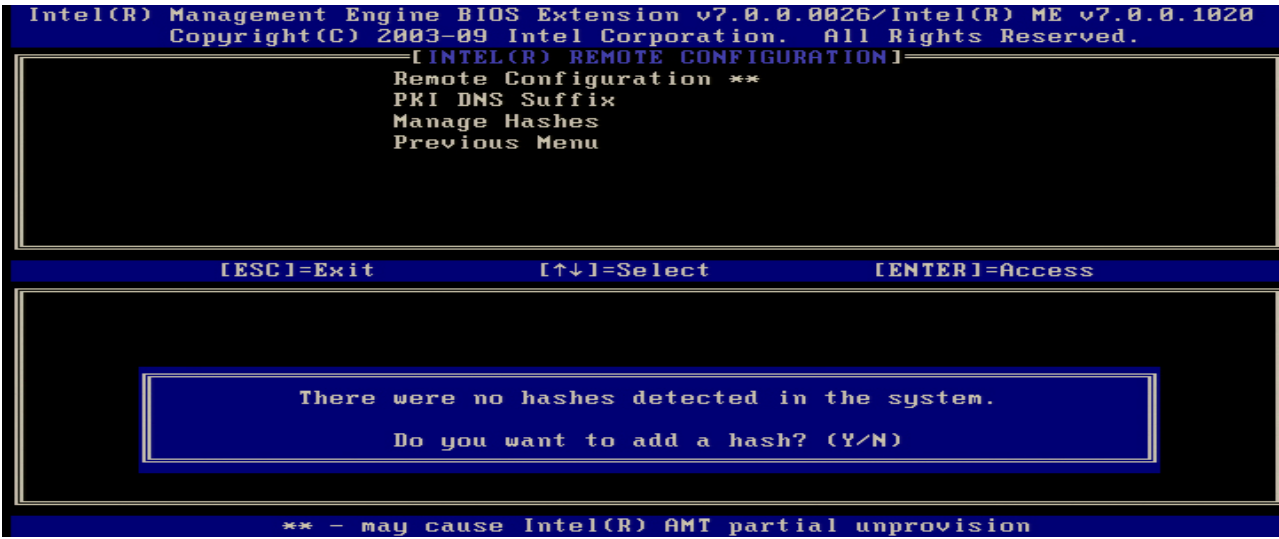 Intel(R) Management Engine BIOS Extension v7.0.0.0026/Intel(R) ME v7.0.0.1020
Copyright(C) 2003-09 Intel Corporation.  All Rights Reserved.
[INTEL(R) REMOTE CONFIGURATION]
Remote Configuration **
PKI DNS Suffix
Manage Hashes
Previous Menu
[ESC]=Exit [↑↓]=Select [ENTER]=Access
There were no hashes detected in the system.
Do you want to add a hash? (Y/N)
** - may cause Intel(R) AMT partial unprovision